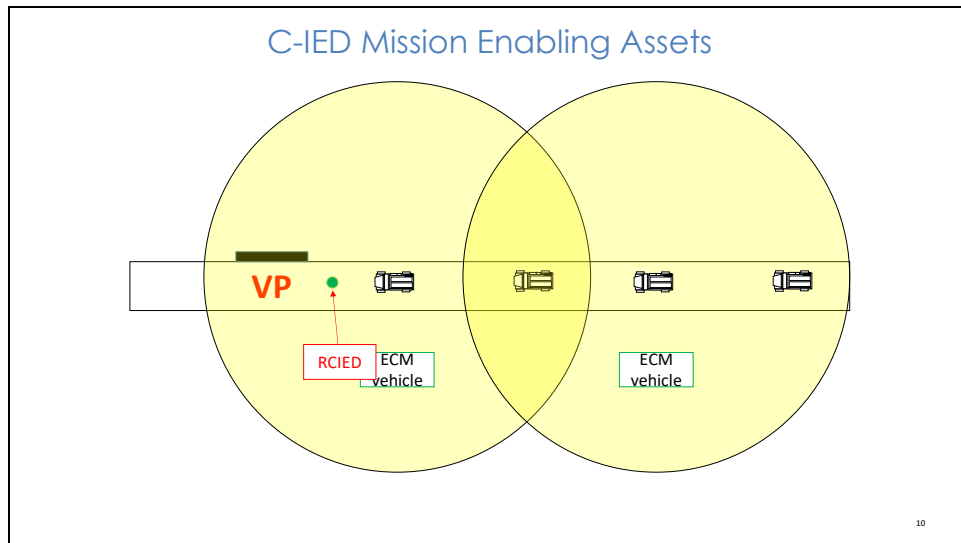 C-IED Mission Enabling Assets
VP
RCIED
ECM
vehicle
ECM
vehicle
10